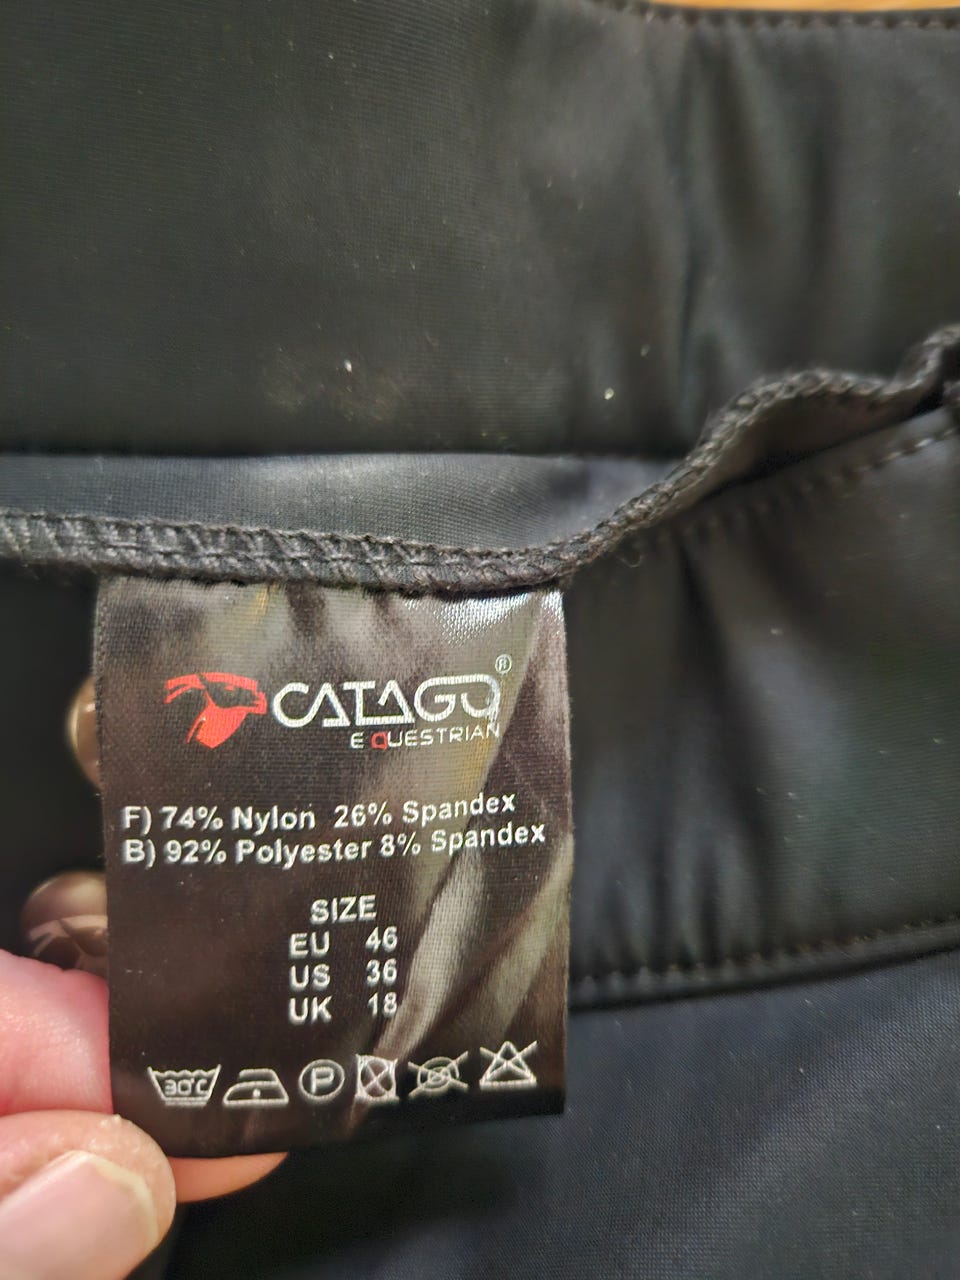 CATAGO®
EQUESTRIAN
F) 74% Nylon 26% Spandex
B) 92% Polyester 8% Spandex
SIZE
EU 46
US 36
UK 18
30°C P